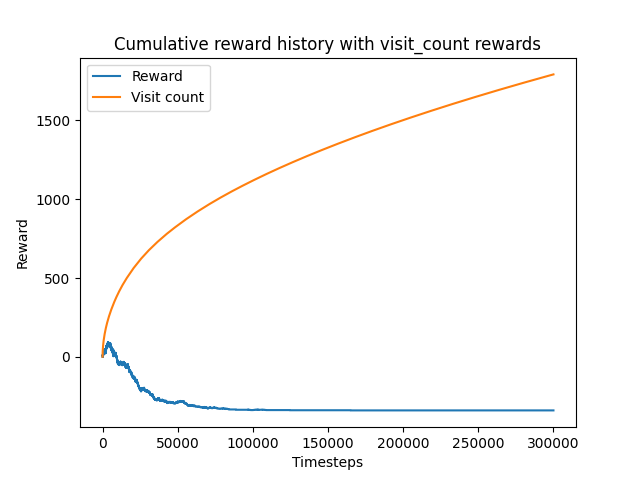 Cumulative reward history with visit_count rewards
Reward
Visit count
1500
1000
500
0
Reward
0
50000
100000
150000
200000
250000
300000
Timesteps